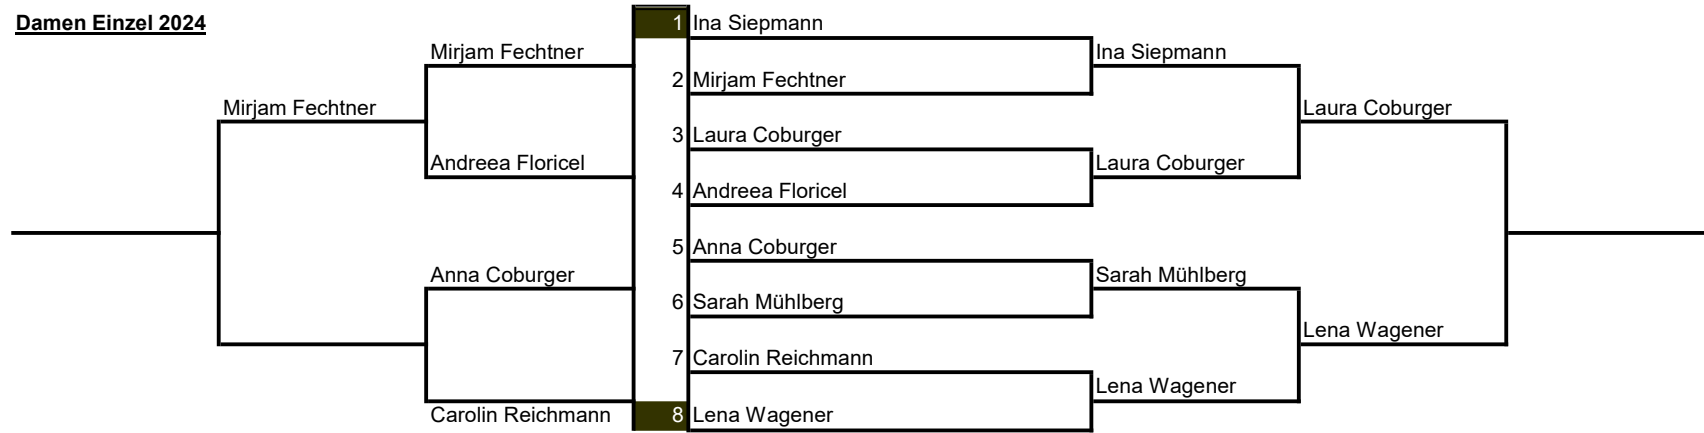 Damen Einzel 2024
1 Ina Siepmann
Mirjam Fechtner
Ina Siepmann
2 Mirjam Fechtner
Mirjam Fechtner
Laura Coburger
3 Laura Coburger
Andreea Floricel
Laura Coburger
4 Andreea Floricel
5 Anna Coburger
Anna Coburger
Sarah Mühlberg
6 Sarah Mühlberg
Lena Wagener
7 Carolin Reichmann
Lena Wagener
Carolin Reichmann
8 Lena Wagener